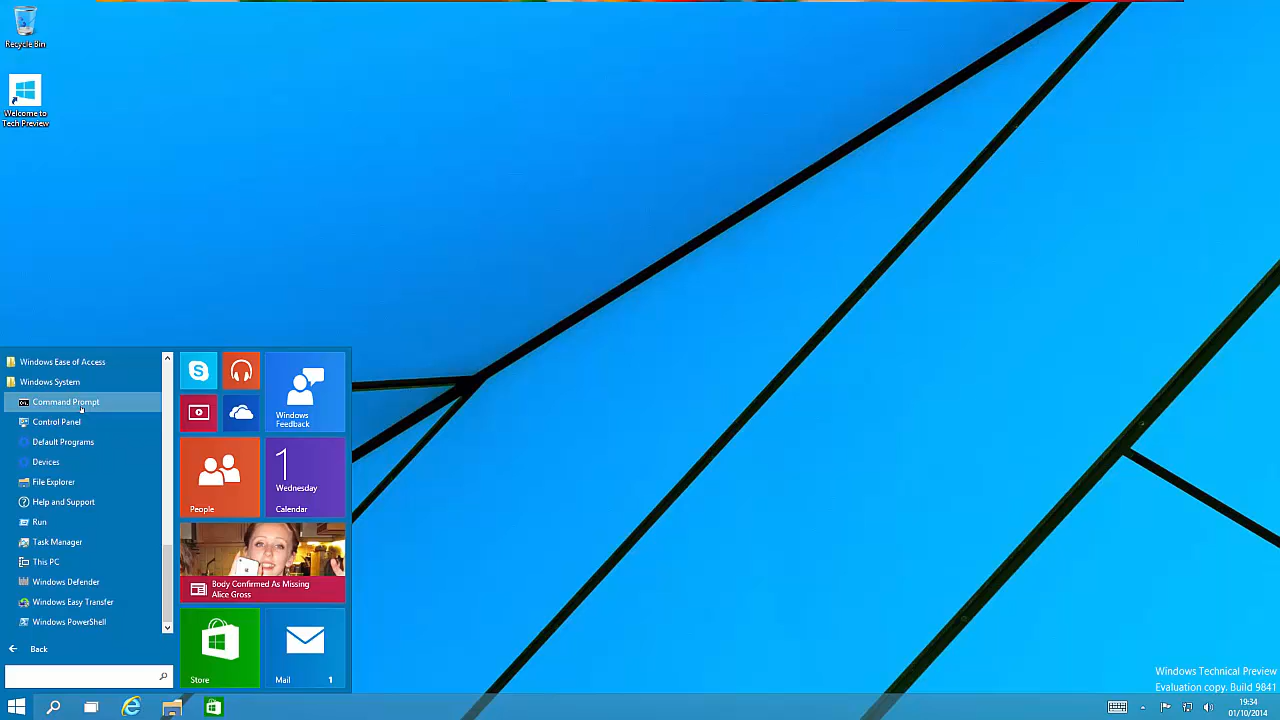 Recycle Bin
Welcome to
Tech Preview
Windows Ease of Access
Windows System
Command Prompt
Control Panel
Default Programs
Devices
File Explorer
Help and Support
Run
Task Manager
This PC
Windows Defender
Windows Easy Transfer
Windows PowerShell
Back
Windows
Feedback
People
1
Wednesday
Calendar
Body Confirmed As Missing
Alice Gross
Store
Mail 1
Windows Technical Preview
Evaluation copy. Build 9841
19:34
01/10/2014